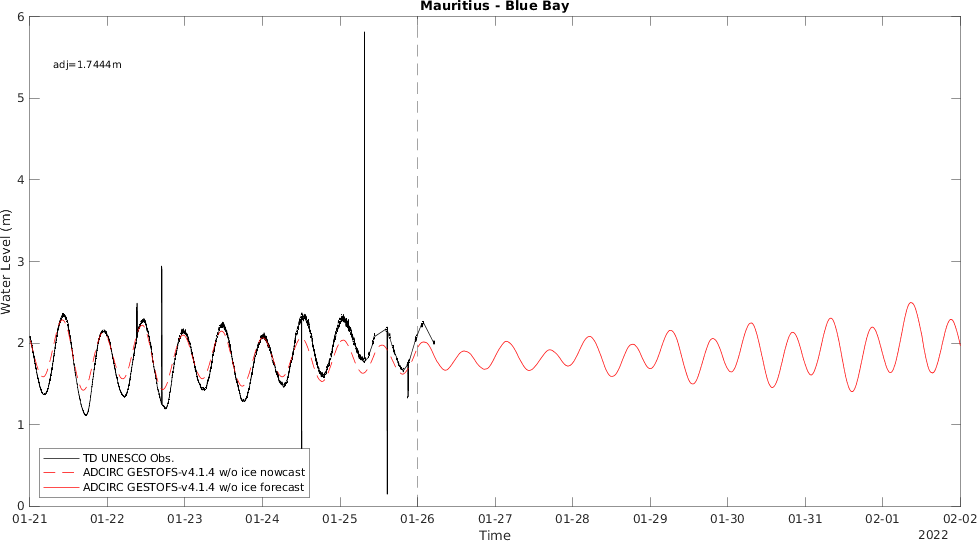 Mauritius - Blue Bay
adj=1.7444m
Water Level (m)
6
5
4
3
2
1
0
TD UNESCO Obs.
ADCIRC GESTOFS-v4.1.4 w/o ice nowcast
ADCIRC GESTOFS-v4.1.4 w/o ice forecast
01-21 01-22 01-23 01-24 01-25 01-26 01-27 01-28 01-29 01-30 01-31 02-01 02-02
Time
2022